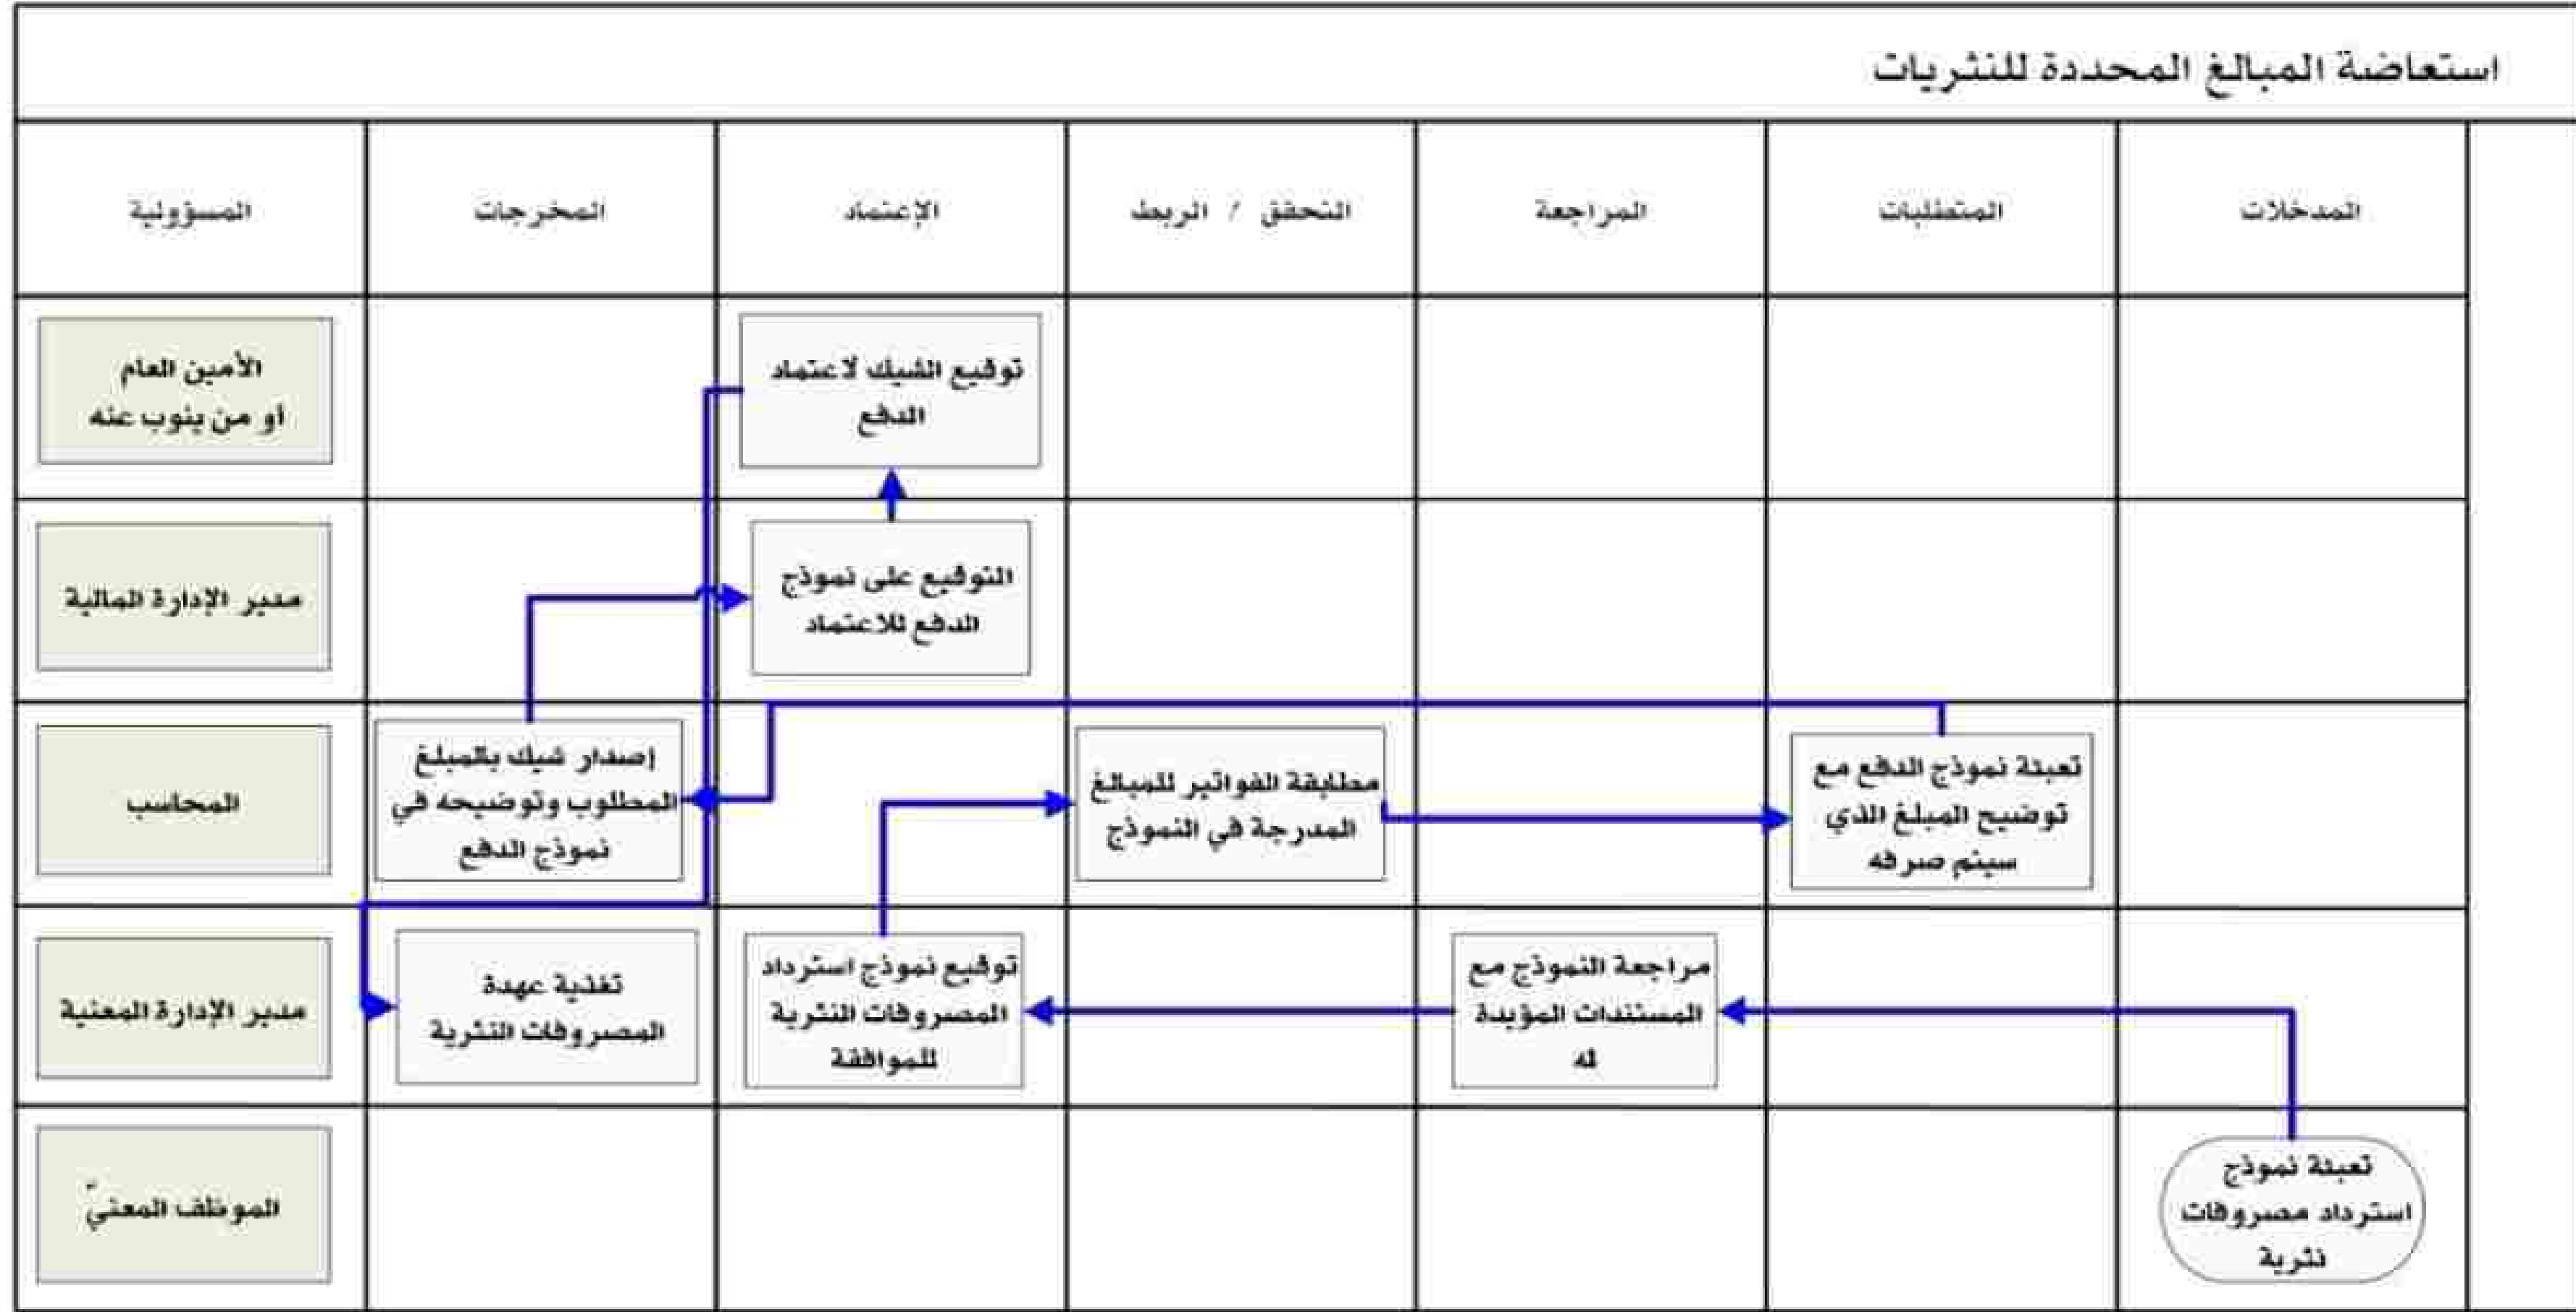 استعاضة المبالغ المحددة للنثريات
المدخلات
المتطلبات
المراجعة
التحقق / الربط
الإعتماد
المخرجات
المسؤولية
توقيع الشيك لاعتماد
الدفع
الأمين العام
او من ينوب عنه
التوقيع على نموذج
الدفع للاعتماد
مدير الإدارة المالية
تعبئة نموذج الدفع مع
توضيح المبلغ الذي
سيتم صرفه
مطابقة الفواتير للمبالغ
المدرجة في النموذج
إصدار شيك بالمبلغ
المطلوب وتوضيحه في
نموذج الدفع
المحاسب
مراجعة النموذج مع
المستندات المؤيدة
له
توقيع نموذج استرداد
المصروفات النثرية
للموافقة
تغذية عهدة
المصروفات النثرية
مدير الإدارة المعنية
تعبئة نموذج
استرداد مصروفات
نثرية
الموظف المعنيّ